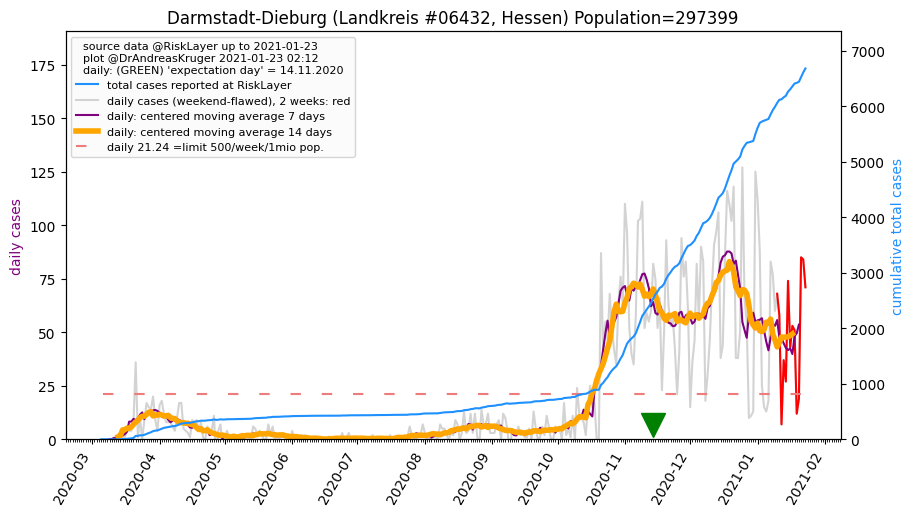 Darmstadt-Dieburg (Landkreis #06432, Hessen) Population=297399
source data @RiskLayer up to 2021-01-23
plot @DrAndreasKruger 2021-01-23 02:12
daily: (GREEN) 'expectation day' = 14.11.2020
total cases reported at RiskLayer
daily cases (weekend-flawed), 2 weeks: red
daily: centered moving average 7 days
daily: centered moving average 14 days
daily 21.24 =limit 500/week/1mio pop.
daily cases
175
150
125
100
75
50
25
0
7000
6000
5000
4000
3000
2000
1000
0
cumulative total cases
2020-03
2020-04
2020-05
2020-06
2020-07
2020-08
2020-09
2020-10
2020-11
2020-12
2021-01
2021-02